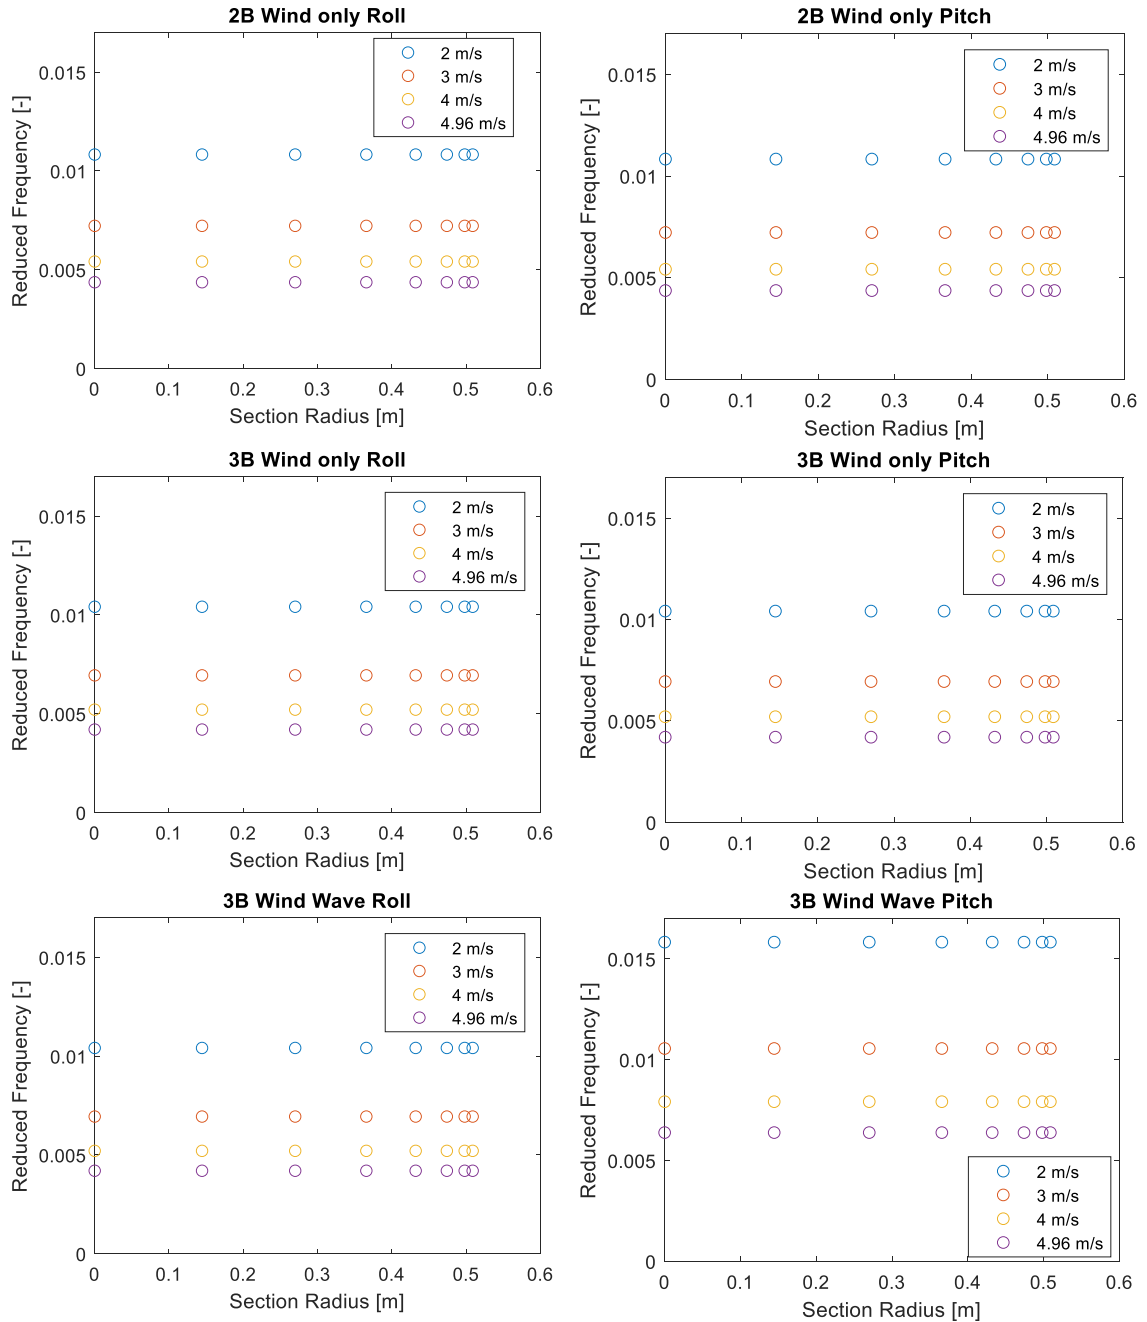 2B Wind only Roll
0.015
0.01
0.005
0
Reduced Frequency [-]
2 m/s
3 m/s
4 m/s
4.96 m/s
0 0.1 0.2 0.3 0.4 0.5 0.6
Section Radius [m]
2B Wind only Pitch
0.015
0.01
0.005
0
Reduced Frequency [-]
2 m/s
3 m/s
4 m/s
4.96 m/s
0 0.1 0.2 0.3 0.4 0.5 0.6
Section Radius [m]
3B Wind only Roll
0.015
0.01
0.005
0
Reduced Frequency [-]
2 m/s
3 m/s
4 m/s
4.96 m/s
0 0.1 0.2 0.3 0.4 0.5 0.6
Section Radius [m]
3B Wind only Pitch
0.015
0.01
0.005
0
Reduced Frequency [-]
2 m/s
3 m/s
4 m/s
4.96 m/s
0 0.1 0.2 0.3 0.4 0.5 0.6
Section Radius [m]
3B Wind Wave Roll
0.015
0.01
0.005
0
Reduced Frequency [-]
2 m/s
3 m/s
4 m/s
4.96 m/s
0 0.1 0.2 0.3 0.4 0.5 0.6
Section Radius [m]
3B Wind Wave Pitch
0.015
0.01
0.005
0
Reduced Frequency [-]
2 m/s
3 m/s
4 m/s
4.96 m/s
0 0.1 0.2 0.3 0.4 0.5 0.6
Section Radius [m]